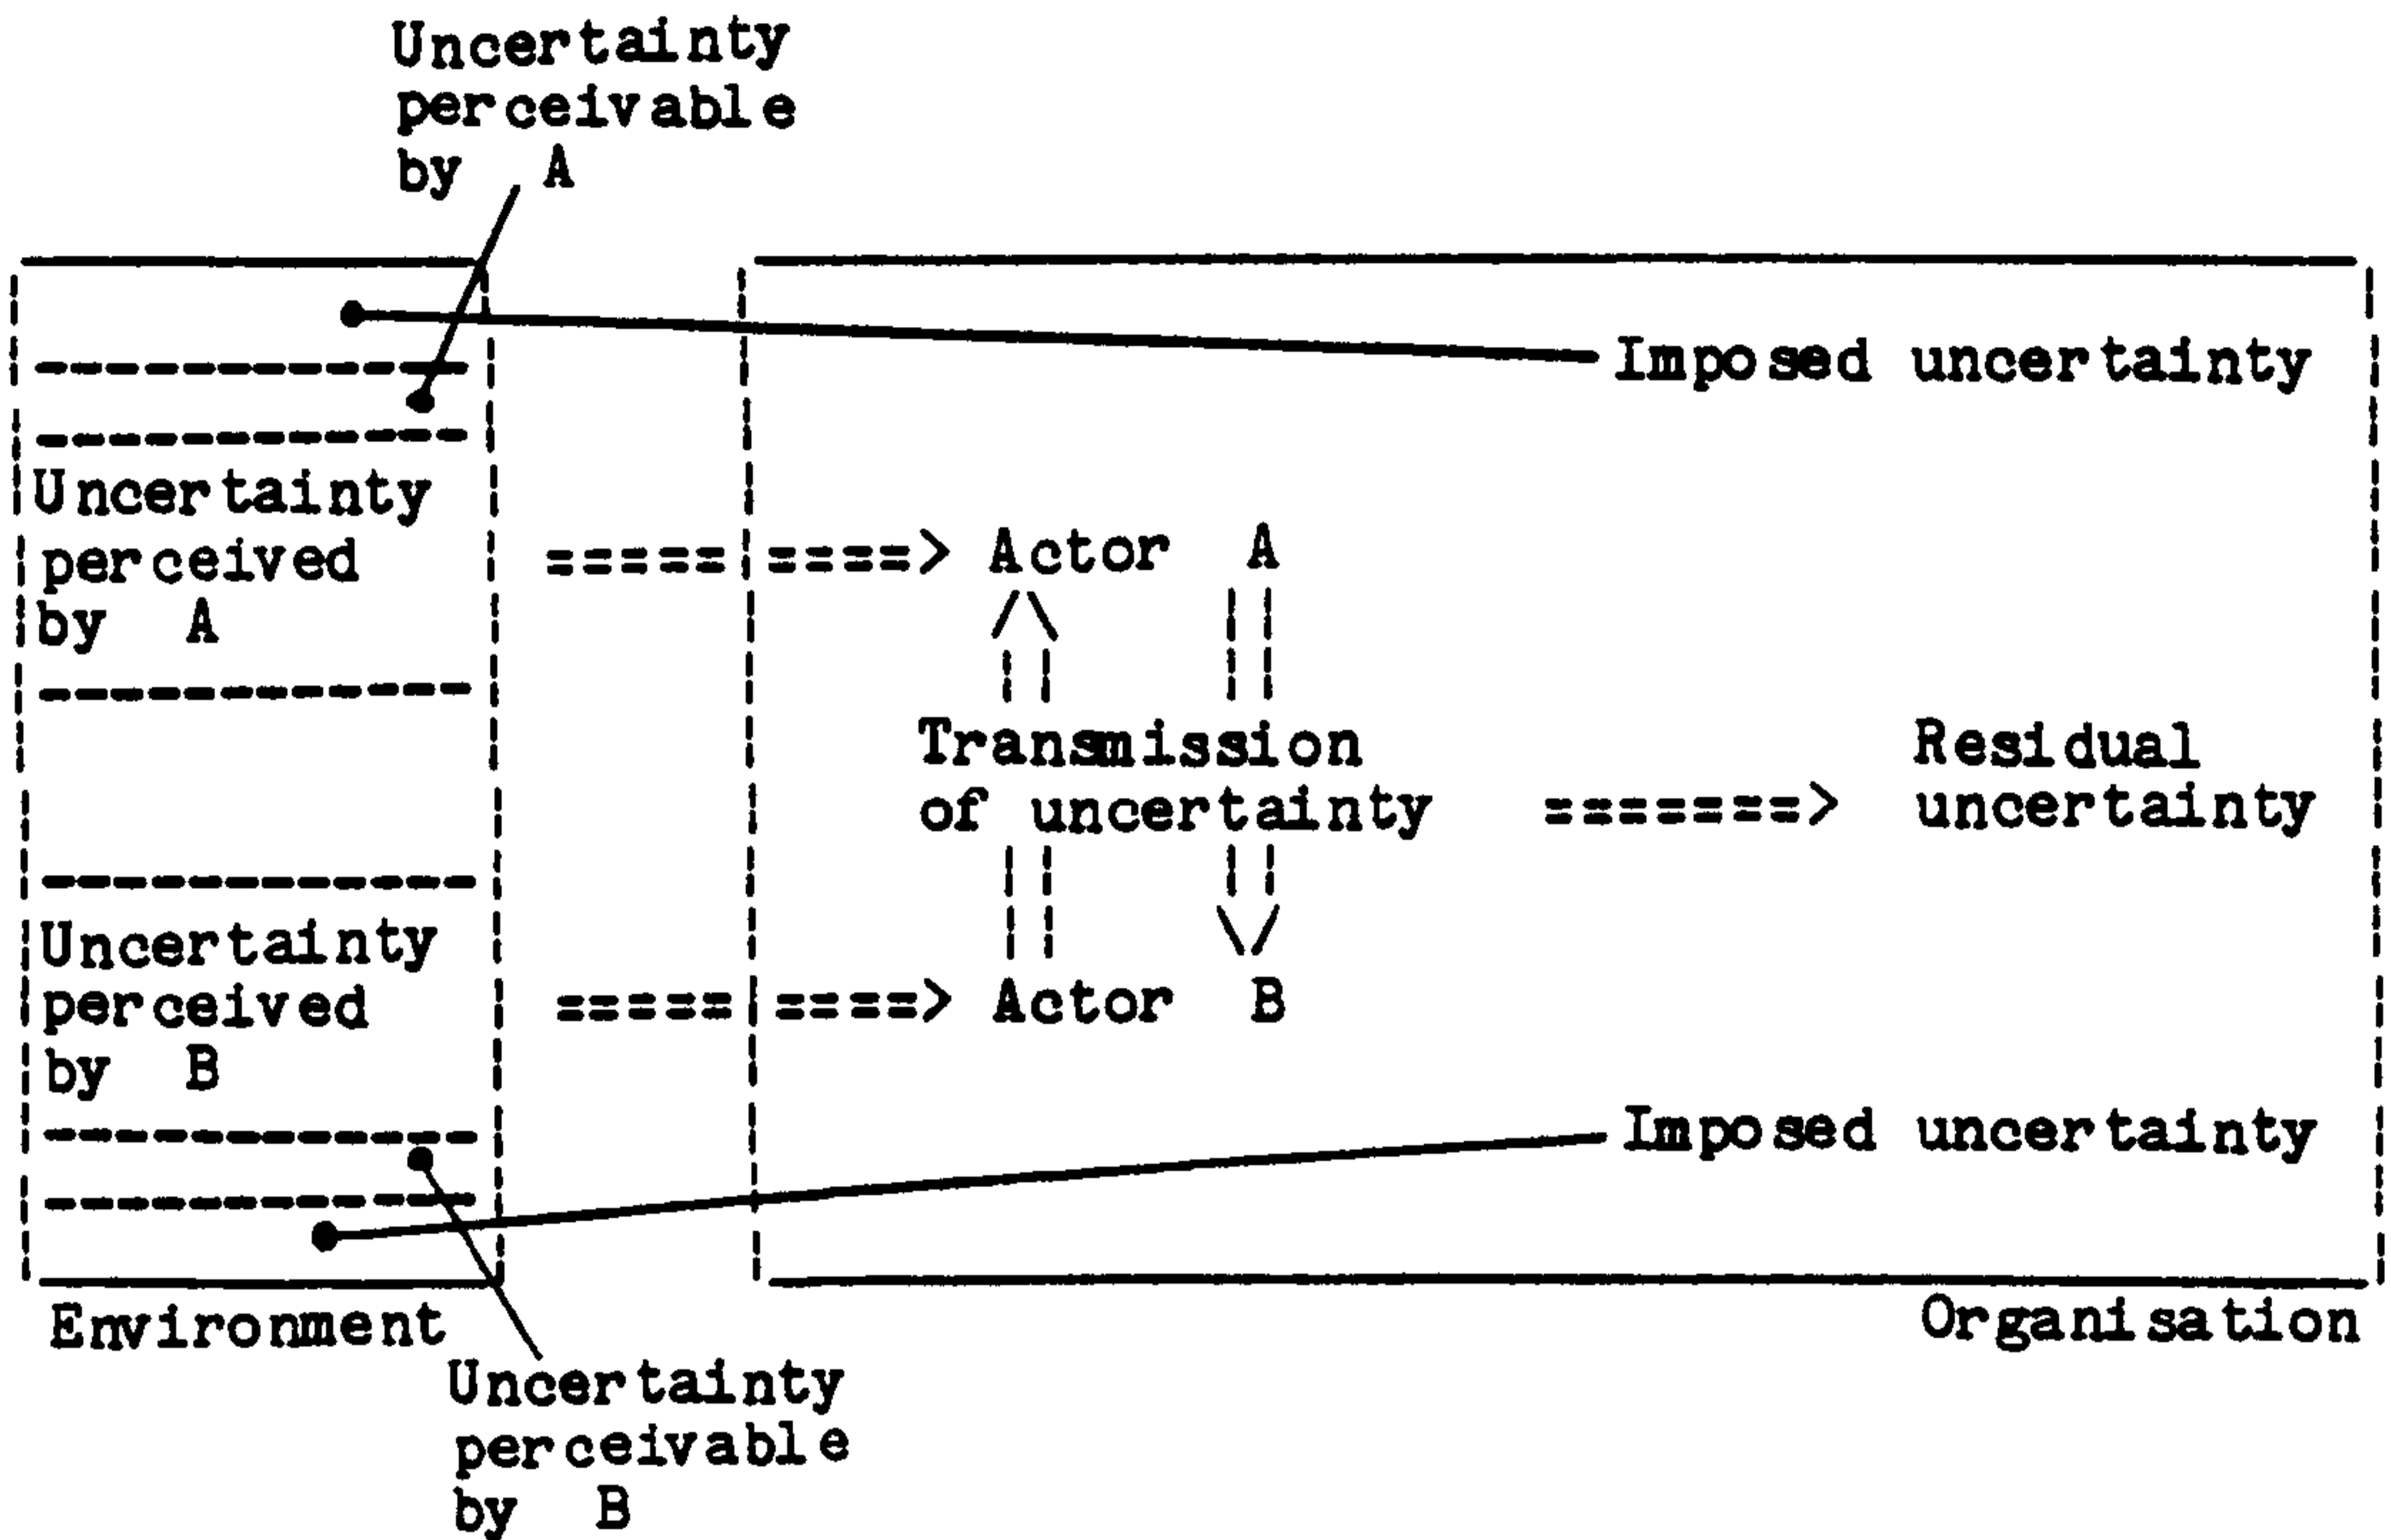 Uncertainty
perceivable
by A
Imposed uncertainty
Uncertainty
perceived
by A
=====  ====> Actor A
Transmission
of uncertainty =======>
Residual
uncertainty
Uncertainty
perceived
by B
=====  ====> Actor B
Imposed uncertainty
Environment
Organisation
Uncertainty
perceivable
by B